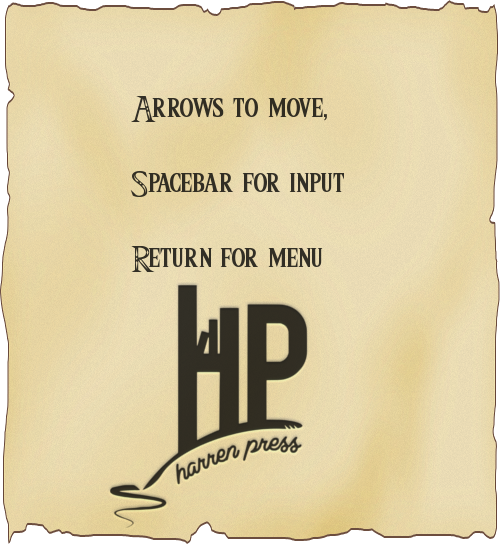 Arrows to move,
Spacebar for input
Return for menu
HP
harren press